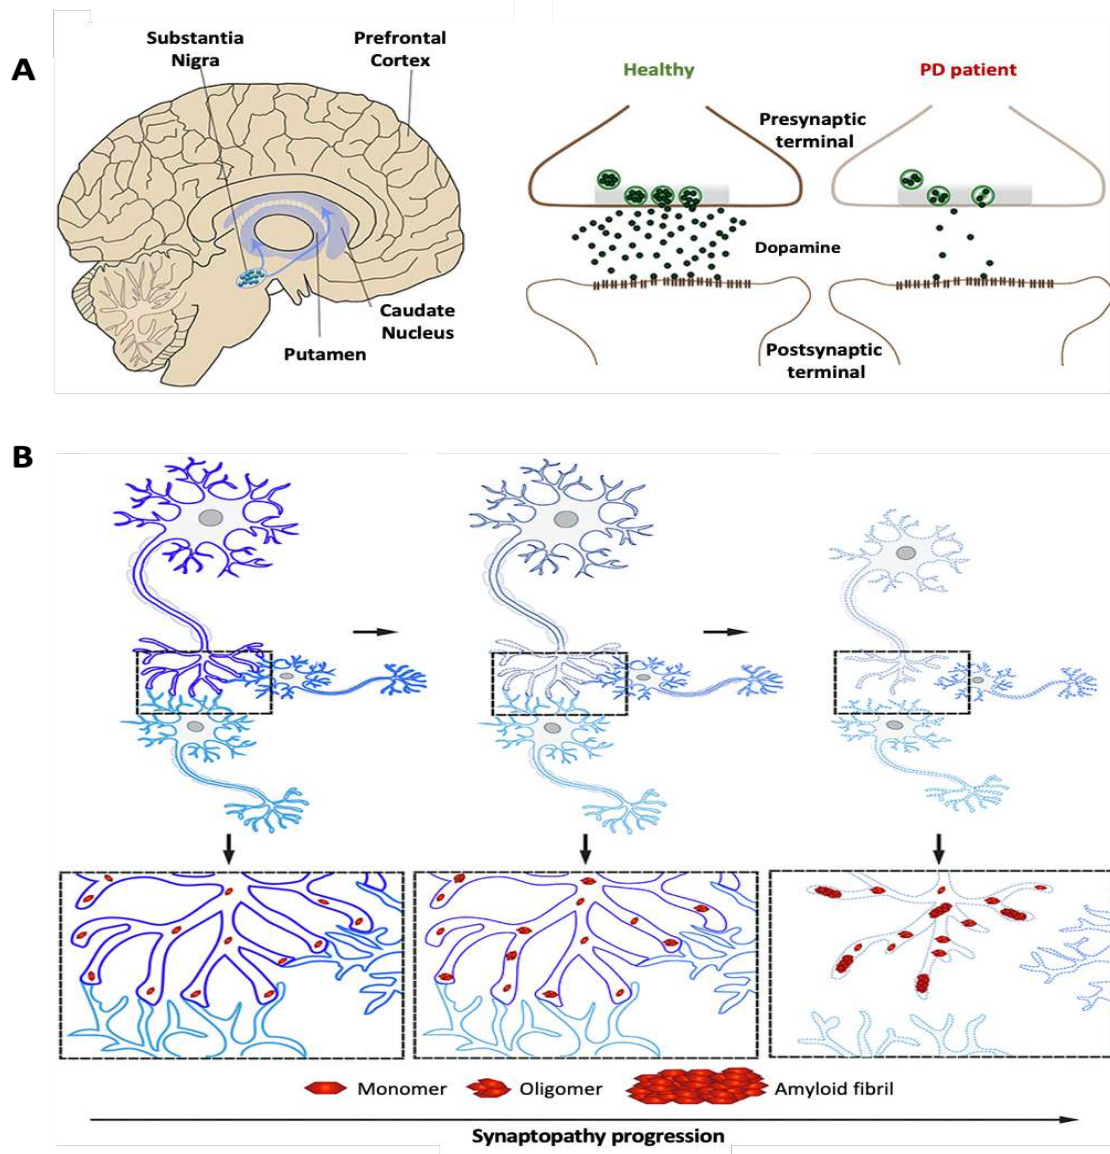 A
Substantia
Nigra
Prefrontal
Cortex
Caudate
Nucleus
Putamen
Healthy
PD patient
Presynaptic
terminal
Dopamine
Postsynaptic
terminal
B
Monomer
Oligomer
Amyloid fibril
Synaptopathy progression